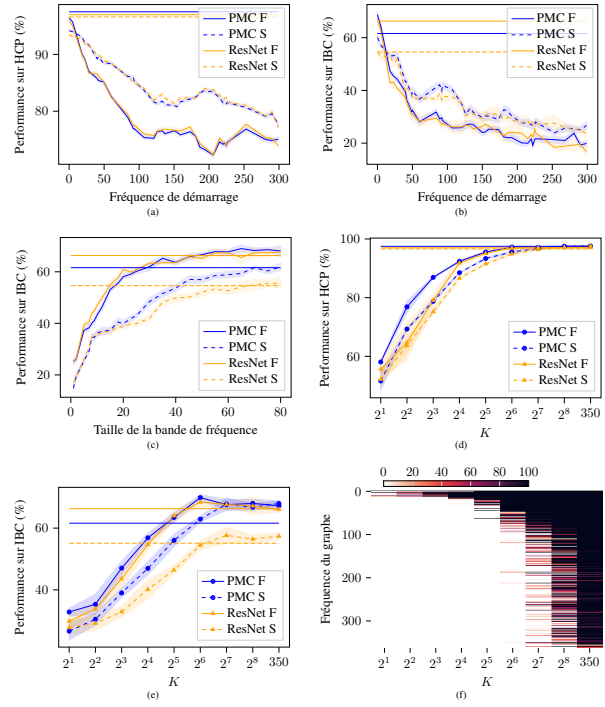 Performance sur HCP (%)
90
80
PMC F
PMC S
ResNet F
ResNet S
0 50 100 150 200 250 300
Fréquence de démarrage
(a)
Performance sur IBC (%)
60
40
20
PMC F
PMC S
ResNet F
ResNet S
0 50 100 150 200 250 300
Fréquence de démarrage
(b)
Performance sur IBC (%)
60
40
20
PMC F
PMC S
ResNet F
ResNet S
0 20 40 60 80
Taille de la bande de fréquence
(c)
Performance sur HCP (%)
100
80
60
PMC F
PMC S
ResNet F
ResNet S
2¹ 2² 2³ 2⁴ 2⁵ 2⁶ 2⁷ 2⁸ 350
K
(d)
Performance sur IBC (%)
60
40
PMC F
PMC S
ResNet F
ResNet S
2¹ 2² 2³ 2⁴ 2⁵ 2⁶ 2⁷ 2⁸ 350
K
(e)
0 20 40 60 80 100
Fréquence du graphe
0
100
200
300
2¹ 2² 2³ 2⁴ 2⁵ 2⁶ 2⁷ 2⁸ 350
K
(f)